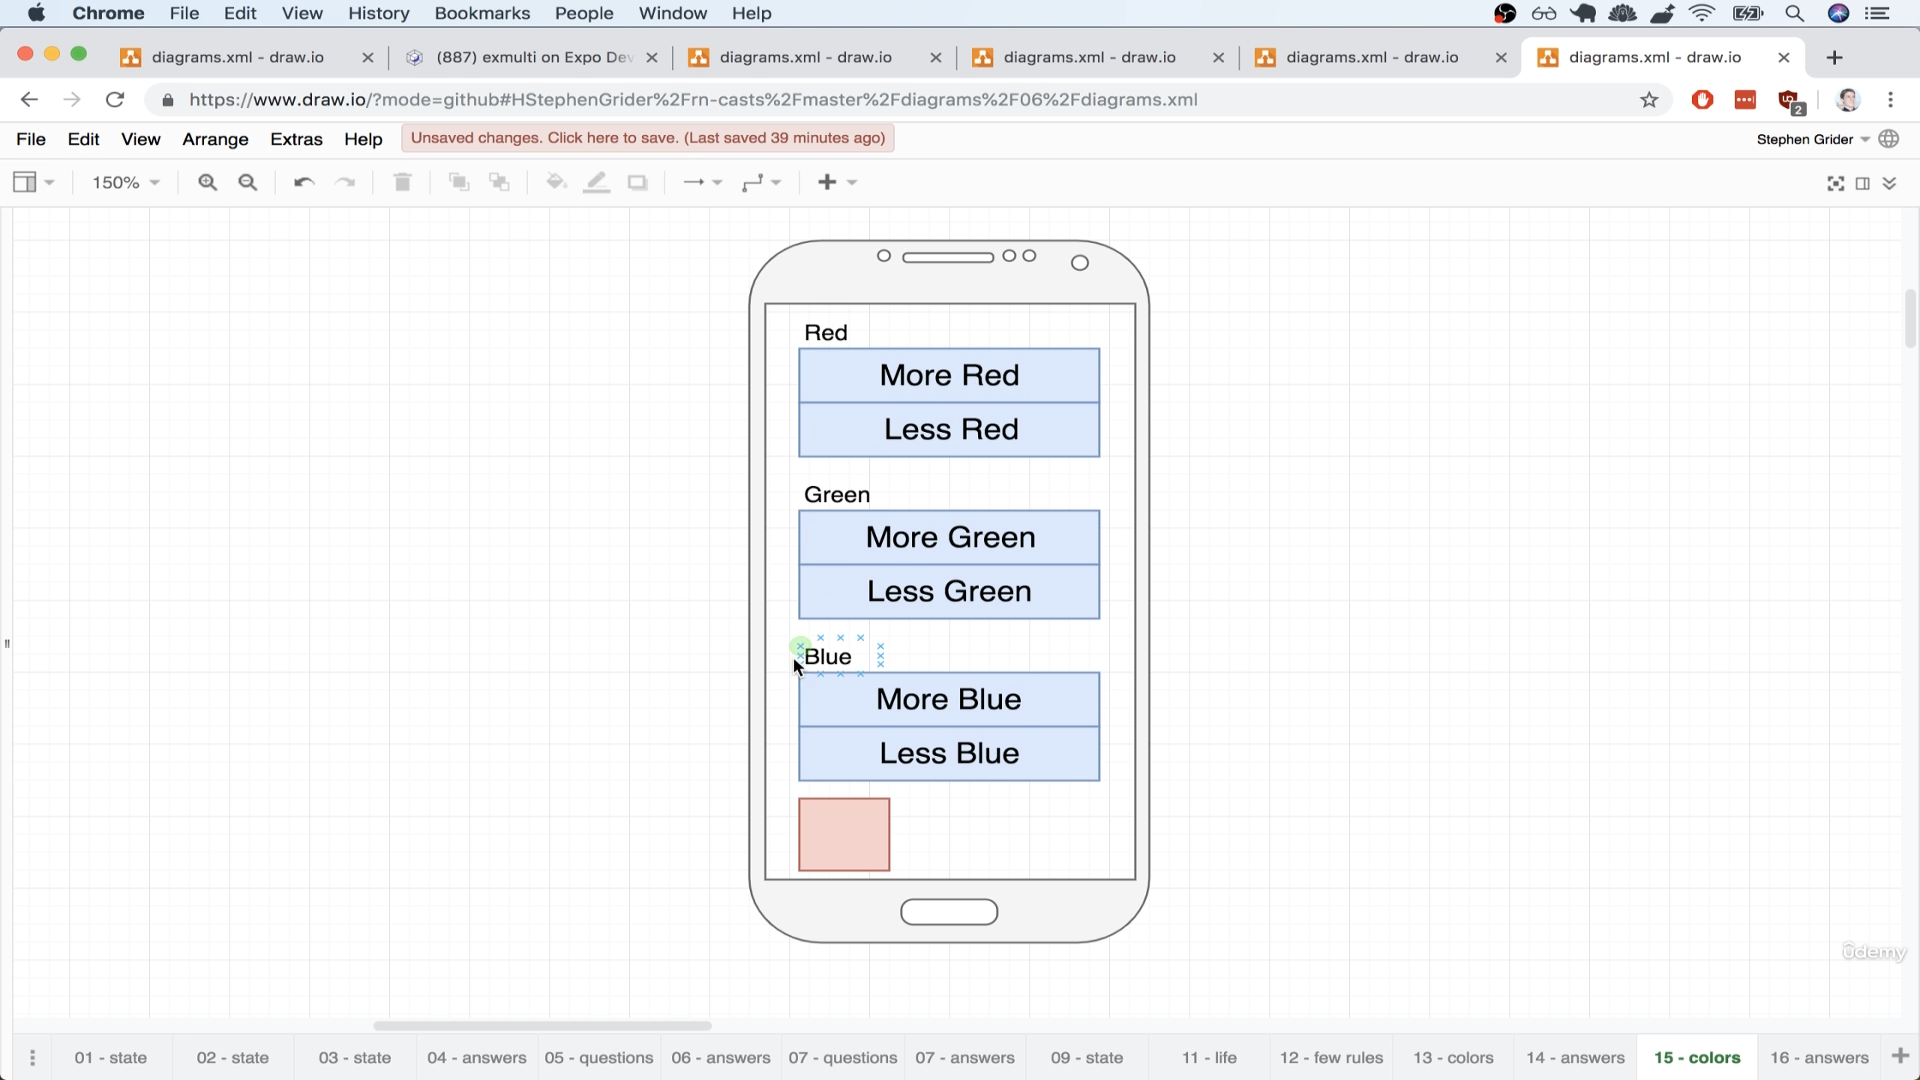 Chrome File Edit View History Bookmarks People Window Help
diagrams.xml - draw.io
(887) exmulti on Expo Dev
diagrams.xml - draw.io
diagrams.xml - draw.io
diagrams.xml - draw.io
diagrams.xml - draw.io
https://www.draw.io/?mode=github#HStephenGrider%2Frn-casts%2Fmaster%2Fdiagrams%2F06%2Fdiagrams.xml
2
File Edit View Arrange Extras Help
Unsaved changes. Click here to save. (Last saved 39 minutes ago)
Stephen Grider
150%
Red
More Red
Less Red
Green
More Green
Less Green
Blue
More Blue
Less Blue
ûdemy
01 - state
02 - state
03 - state
04 - answers
05 - questions
06 - answers
07 - questions
07 - answers
09 - state
11 - life
12 - few rules
13 - colors
14 - answers
15 - colors
16 - answers